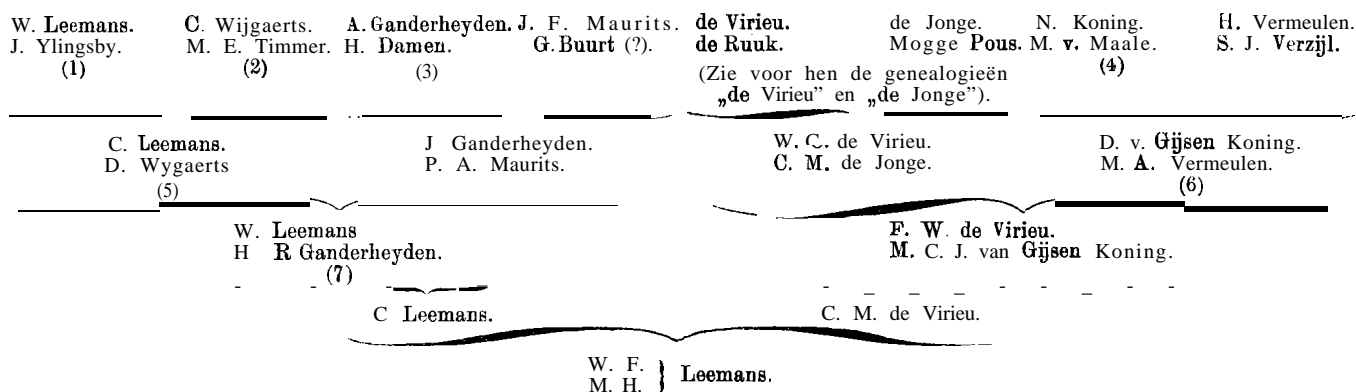 W. Leemans. C. Wijgaerts. A. Ganderheyden. J. F. Maurits. de Virieu. de Jonge. N. Koning. H. Vermeulen.
J. Ylingsby. M. E. Timmer. H. Damen. G. Buurt (?). de Ruuk. Mogge Pous. M. v. Maale. S. J. Verzijl.
(1) (2) (3) (4)
(Zie voor hen de genealogieën
„de Virieu” en „de Jonge”).
C. Leemans. J Ganderheyden. W. C. de Virieu. D. v. Gijsen Koning.
D. Wygaerts P. A. Maurits. C. M. de Jonge. M. A. Vermeulen.
(5) (6)
W. Leemans F. W. de Virieu.
H R Ganderheyden. M. C. J. van Gijsen Koning.
(7)
C Leemans. C. M. de Virieu.
W. F.
M. H. } Leemans.